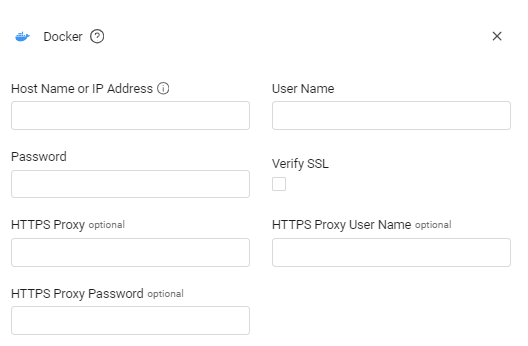 Docker ?
Host Name or IP Address
User Name
Password
Verify SSL
HTTPS Proxy optional
HTTPS Proxy User Name optional
HTTPS Proxy Password optional